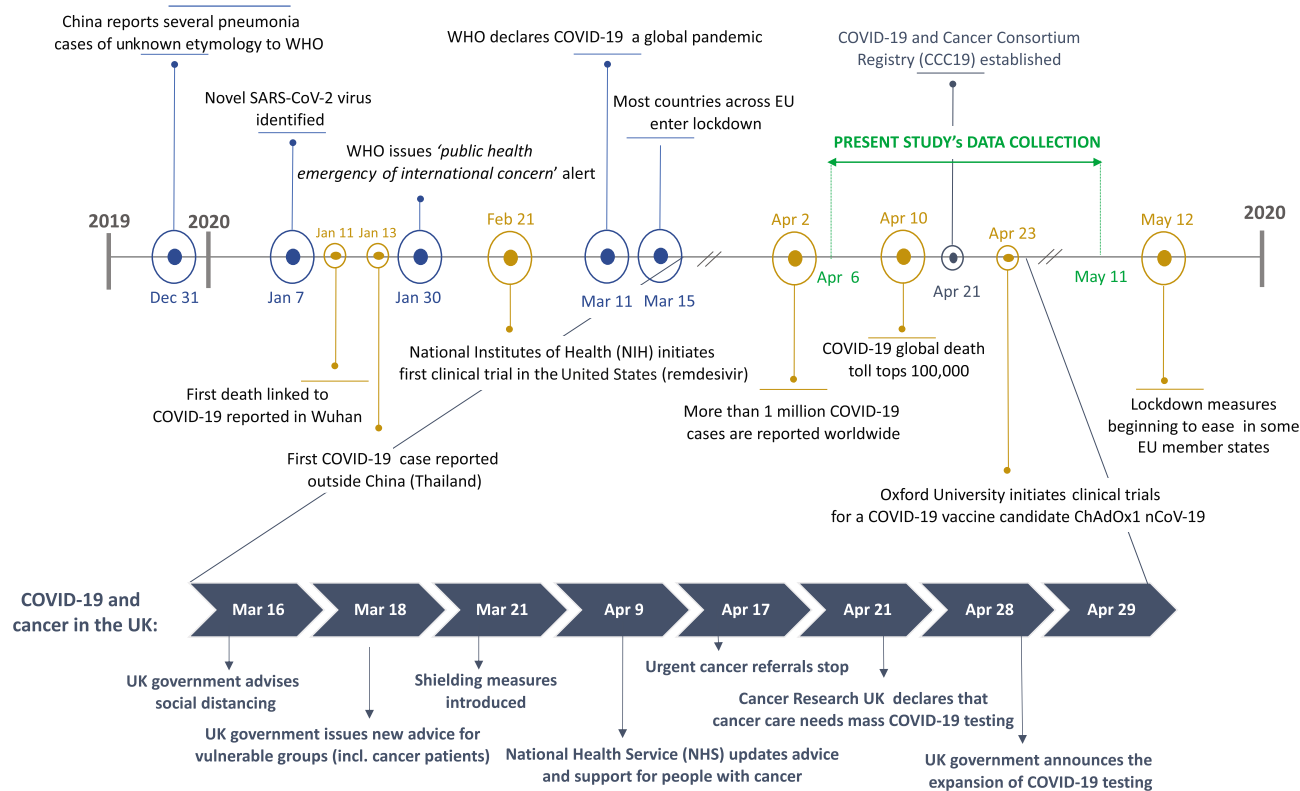 China reports several pneumonia
cases of unknown etymology to WHO
WHO declares COVID-19 a global pandemic
COVID-19 and Cancer Consortium
Registry (CCC19) established
Novel SARS-CoV-2 virus
identified
Most countries across EU
enter lockdown
WHO issues ‘public health
emergency of international concern’ alert
PRESENT STUDY's DATA COLLECTION
2019
2020
Jan 11
Jan 13
Feb 21
Apr 2
Apr 10
Apr 23
May 12
2020
Dec 31
Jan 7
Jan 30
Mar 11
Mar 15
Apr 6
Apr 21
May 11
National Institutes of Health (NIH) initiates
first clinical trial in the United States (remdesivir)
COVID-19 global death
toll tops 100,000
First death linked to
COVID-19 reported in Wuhan
More than 1 million COVID-19
cases are reported worldwide
Lockdown measures
beginning to ease in some
EU member states
First COVID-19 case reported
outside China (Thailand)
Oxford University initiates clinical trials
for a COVID-19 vaccine candidate ChAdOx1 nCoV-19
COVID-19 and
cancer in the UK:
Mar 16
Mar 18
Mar 21
Apr 9
Apr 17
Apr 21
Apr 28
Apr 29
UK government advises
social distancing
UK government issues new advice for
vulnerable groups (incl. cancer patients)
Shielding measures
introduced
National Health Service (NHS) updates advice
and support for people with cancer
Urgent cancer referrals stop
Cancer Research UK declares that
cancer care needs mass COVID-19 testing
UK government announces the
expansion of COVID-19 testing